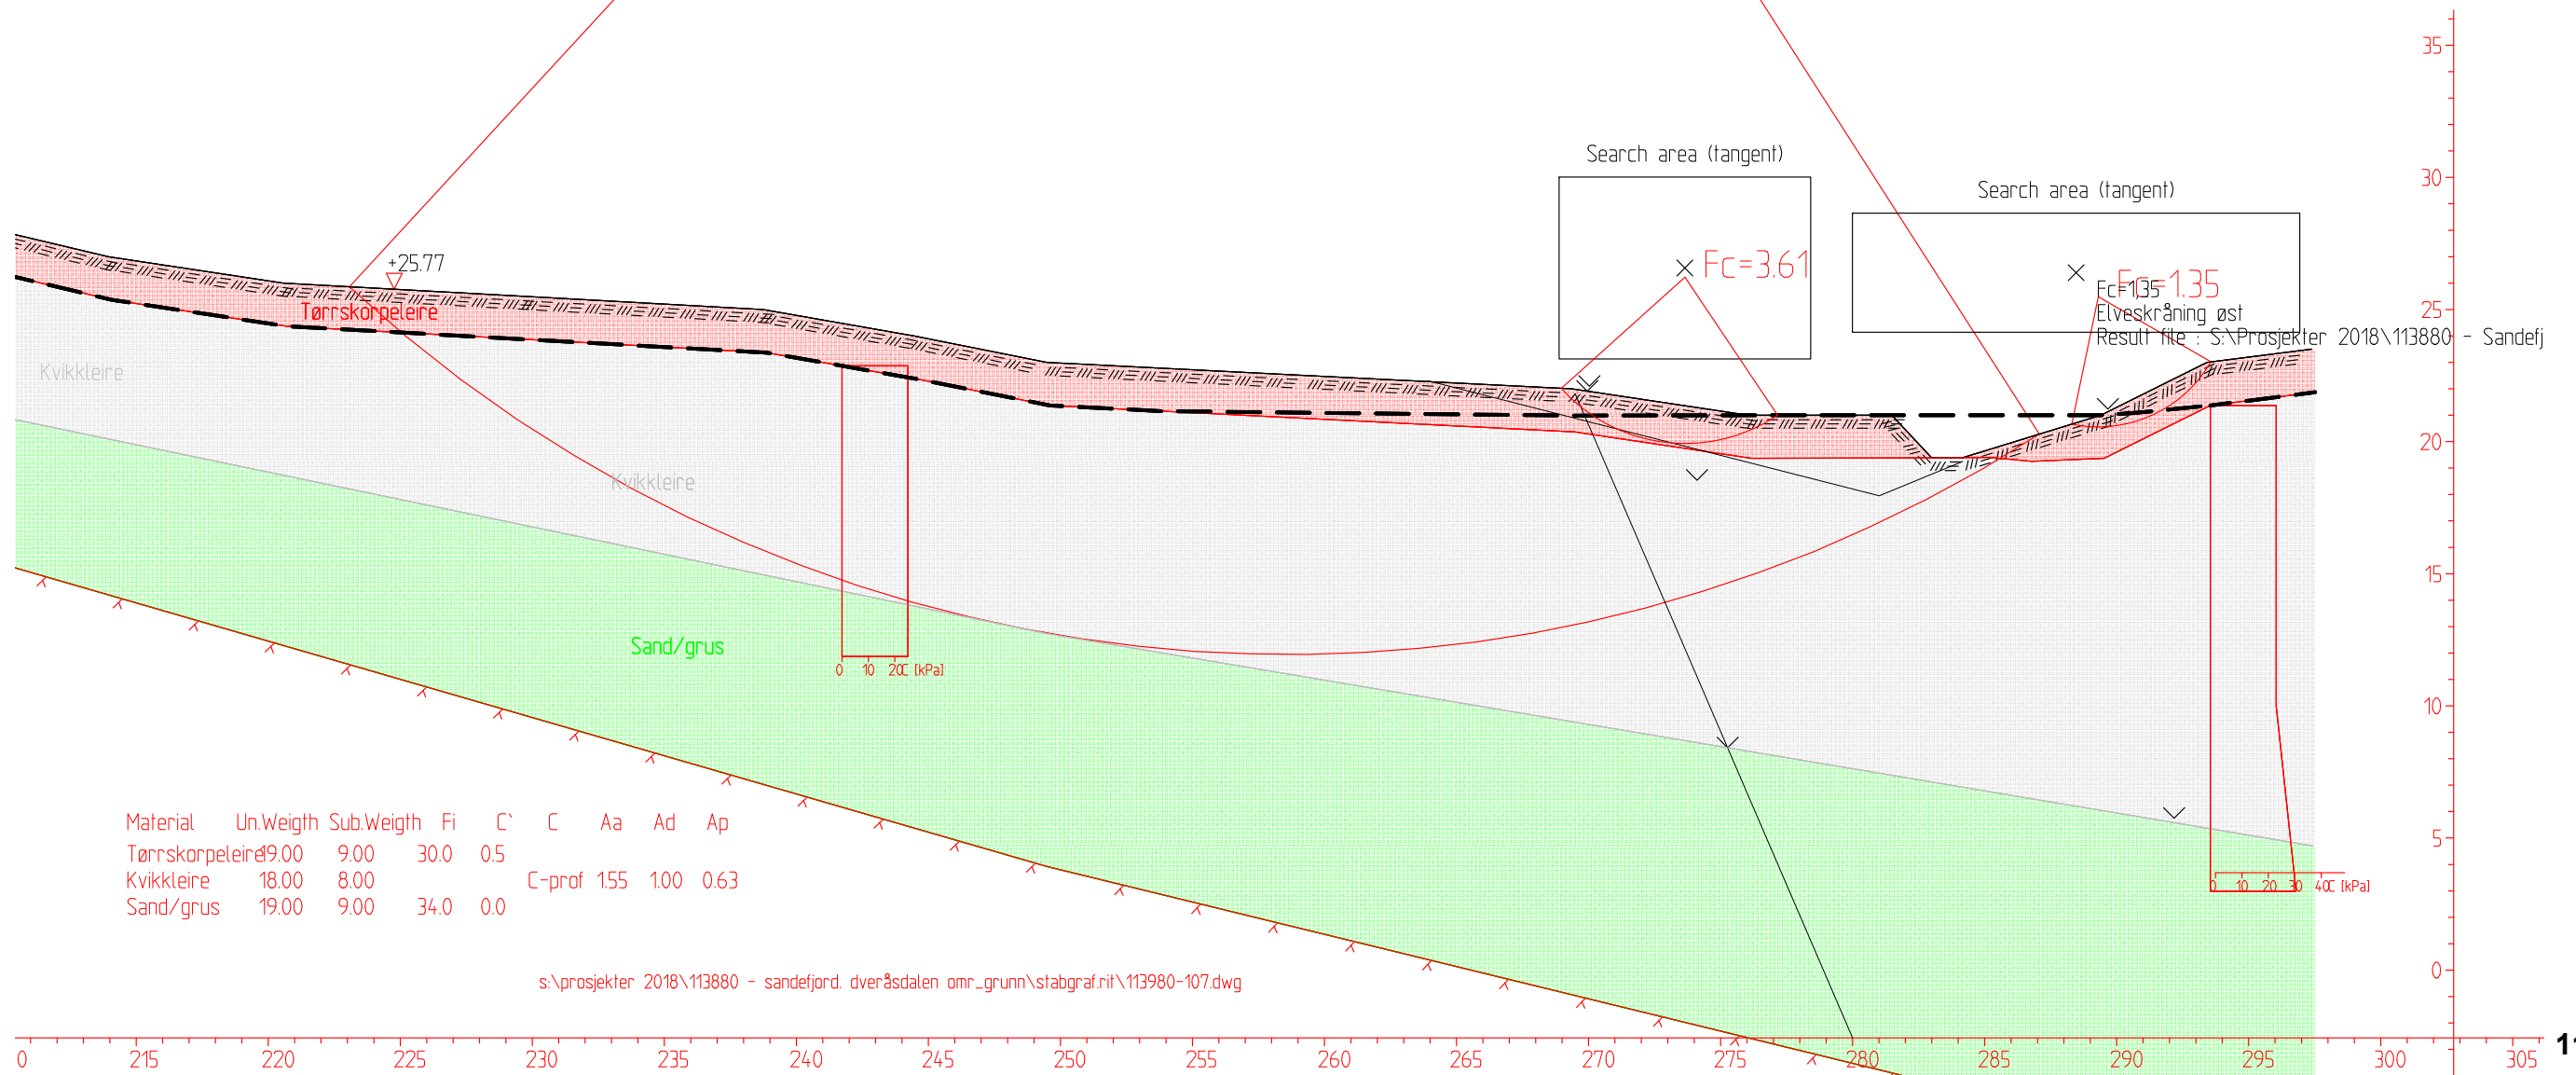 35
Search area (tangent)
30
Search area (tangent)
+25.77
Fc=3.61
Fc=1.35
Fc=1,35
25
Tørrskorpeleire
Elveskråning øst
Result file : S:\Prosjekter 2018\113880 - Sandefj
Kvikkleire
20
Kvikkleire
15
Sand/grus
0 10 20C [kPa]
10
5
Material Un.Weigth Sub.Weigth Fi C` C Aa Ad Ap
Tørrskorpeleire 19.00 9.00 30.0 0.5
Kvikkleire 18.00 8.00 C-prof 1.55 1.00 0.63
Sand/grus 19.00 9.00 34.0 0.0
0 10 20 30 40C [kPa]
0
s:\prosjekter 2018\113880 - sandefjord. dveråsdalen omr_grunn\stabgraf.rit\113980-107.dwg
0 215 220 225 230 235 240 245 250 255 260 265 270 275 280 285 290 295 300 305